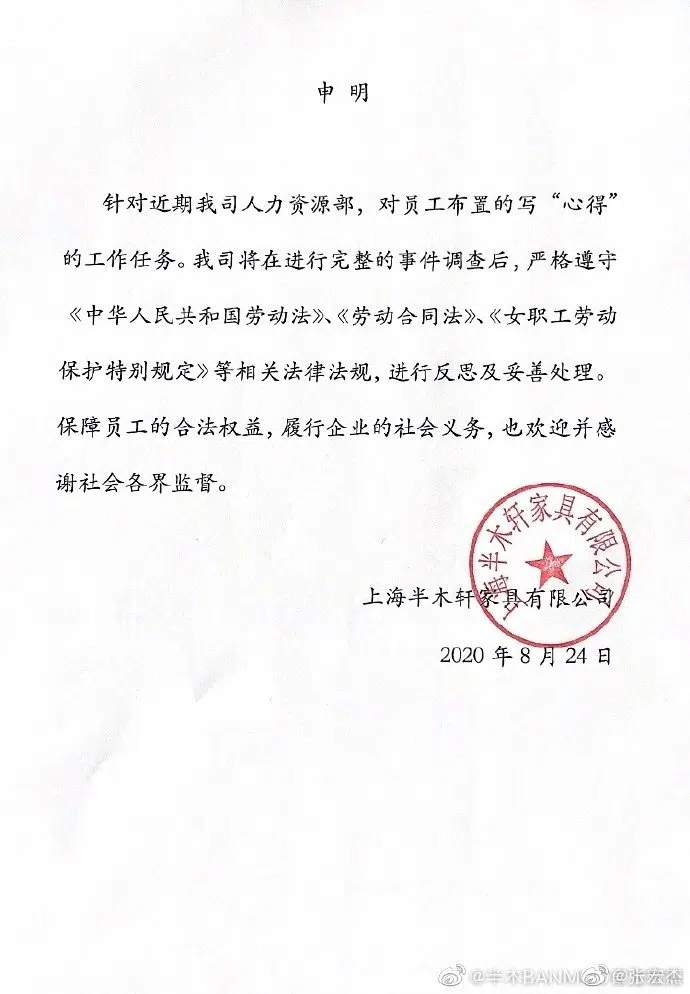 申 明
针对近期我司人力资源部，对员工布置的写“心得”
的工作任务。我司将在进行完整的事件调查后，严格遵守
《中华人民共和国劳动法》、《劳动合同法》、《女职工劳动
保护特别规定》等相关法律法规，进行反思及妥善处理。
保障员工的合法权益，履行企业的社会义务，也欢迎并感
谢社会各界监督。
上海半木轩家具有限公司
上海半木轩家具有限公司
2020 年 8 月 24 日
@半木BANM
@张宏杰